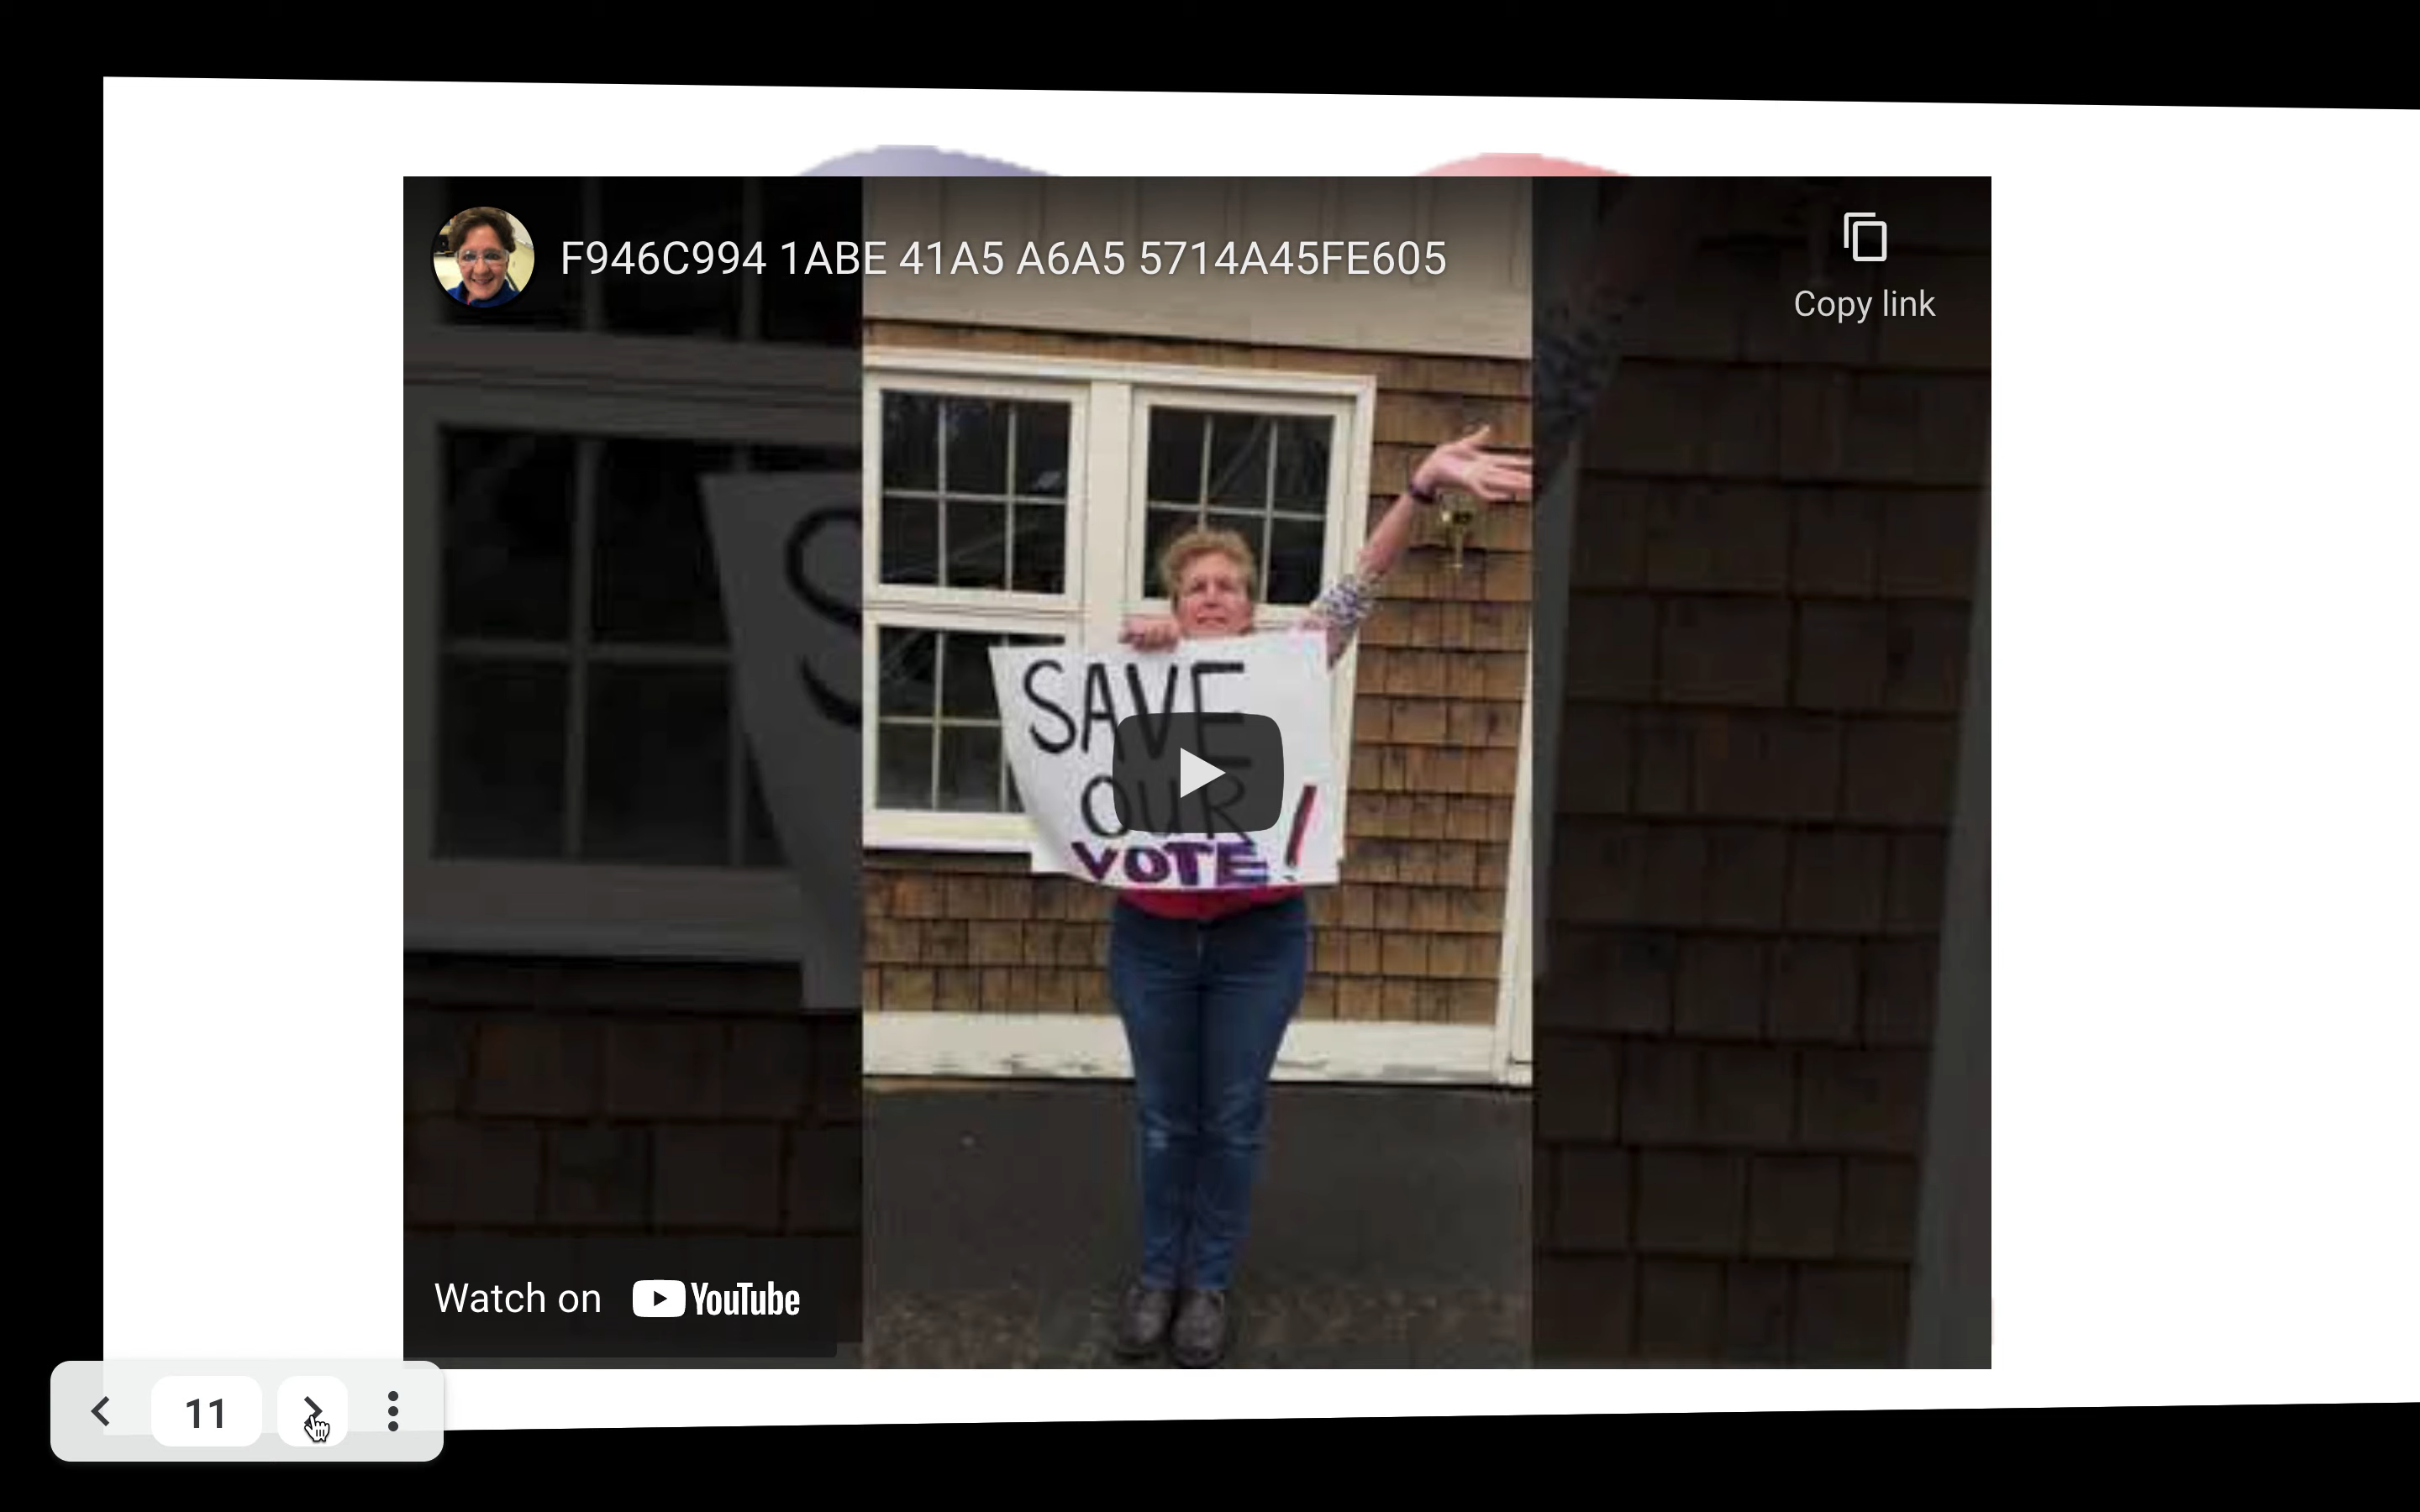 F946C994 1ABE 41A5 A6A5 5714A45FE605
Copy link
SAVE
OUR
VOTE!
Watch on YouTube
11